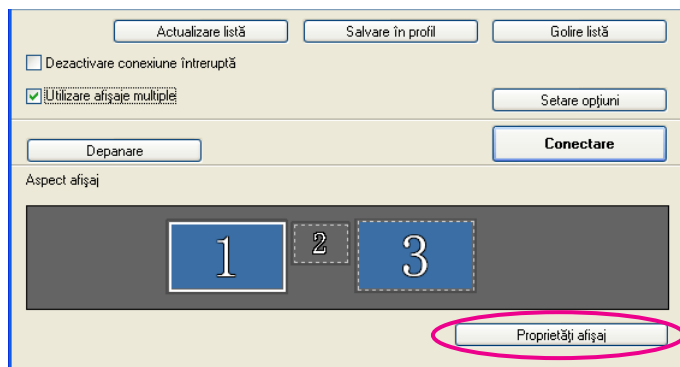 Actualizare listă Salvare în profil Golire listă
Dezactivare conexiune întreruptă
Utilizare afişaje multiple
Setare opţiuni
Depanare Conectare
Aspect afişaj
1 2 3
Proprietăţi afişaj